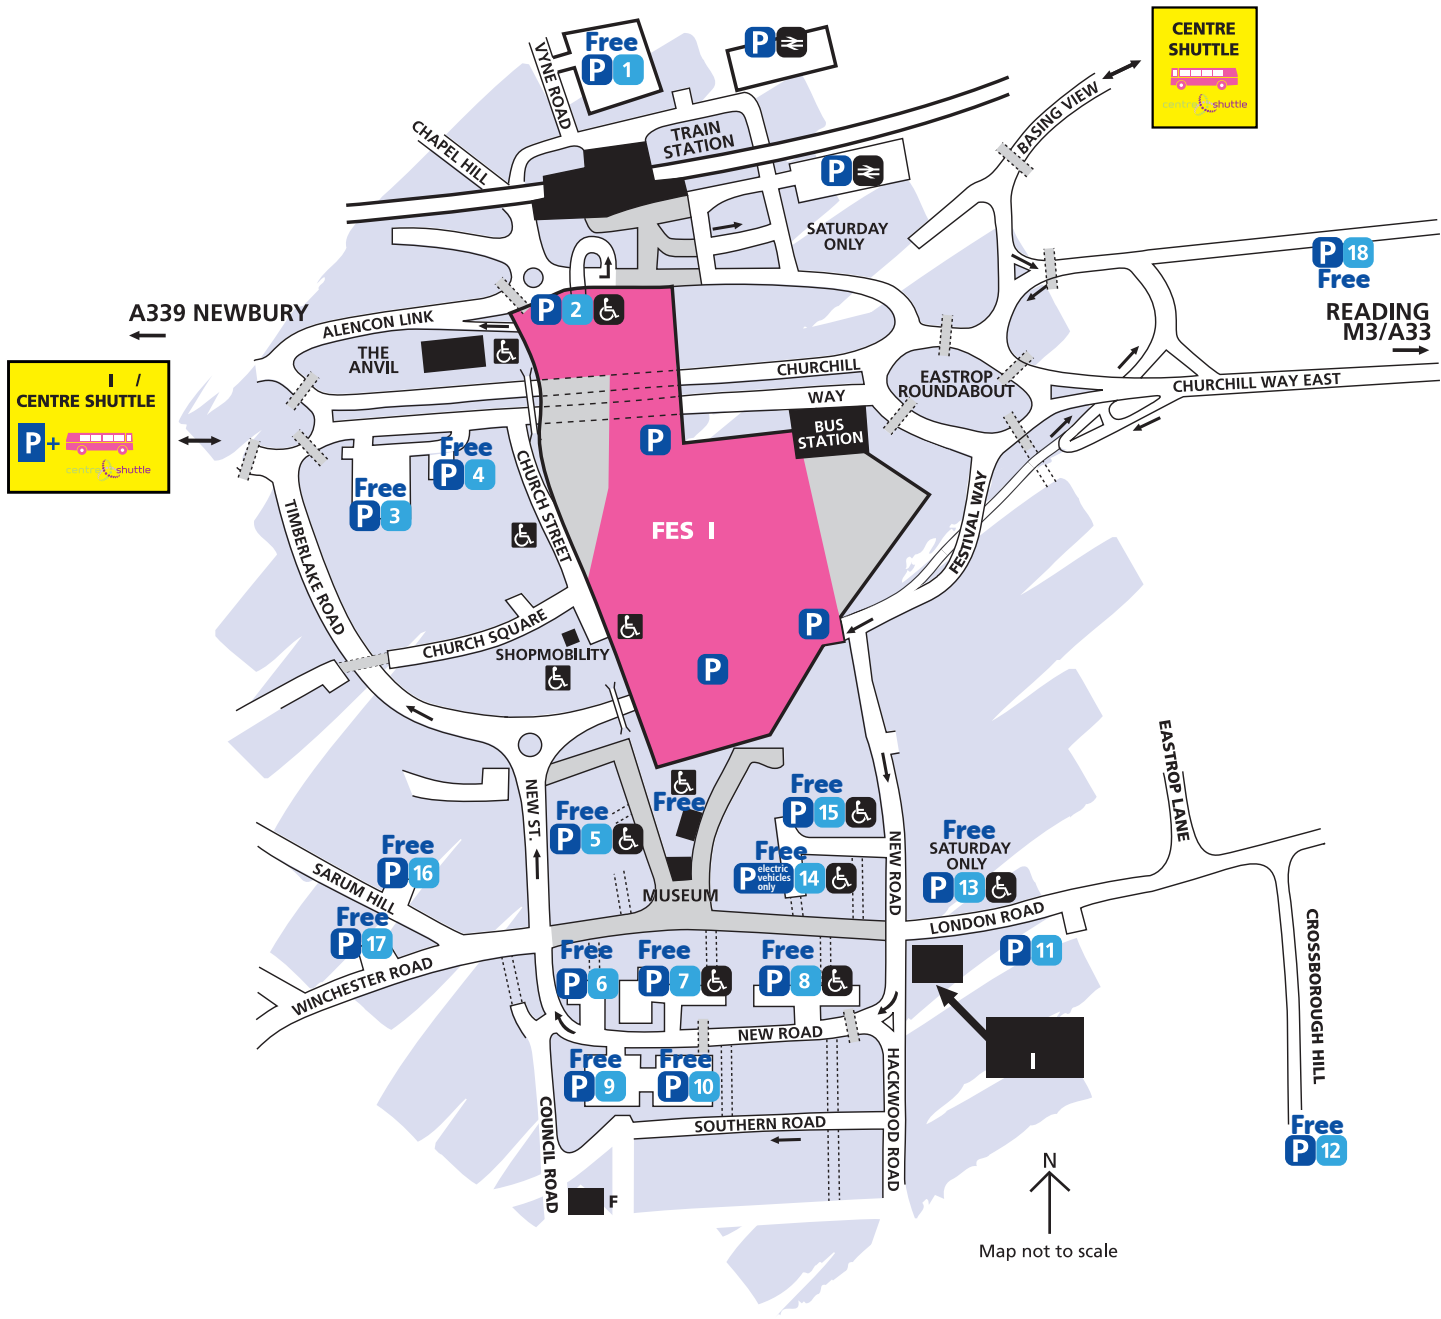 CENTRE
SHUTTLE
centre shuttle
Free
P 1
P
VYNE ROAD
CHAPEL HILL
TRAIN
STATION
BASING VIEW
P
SATURDAY
ONLY
P 18
Free
READING
M3/A33
A339 NEWBURY
ALENCON LINK
P 2
THE
ANVIL
CHURCHILL
WAY
EASTROP
ROUNDABOUT
CHURCHILL WAY EAST
I /
CENTRE SHUTTLE
P +
centre shuttle
BUS
STATION
P
Free
P 4
Free
P 3
CHURCH STREET
FES I
FESTIVAL WAY
TIMBERLAKE ROAD
CHURCH SQUARE
SHOPMOBILITY
P
P
EASTROP LANE
NEW ST.
Free
P 5
Free
Free
P 15
Free
P electric
vehicles
only 14
MUSEUM
NEW ROAD
Free
SATURDAY
ONLY
P 13
LONDON ROAD
Free
P 16
SARUM HILL
Free
P 17
WINCHESTER ROAD
Free
P 6
Free
P 7
Free
P 8
P 11
CROSSBOROUGH HILL
NEW ROAD
Free
P 9
Free
P 10
I
HACKWOOD ROAD
COUNCIL ROAD
SOUTHERN ROAD
Free
P 12
F
N
Map not to scale